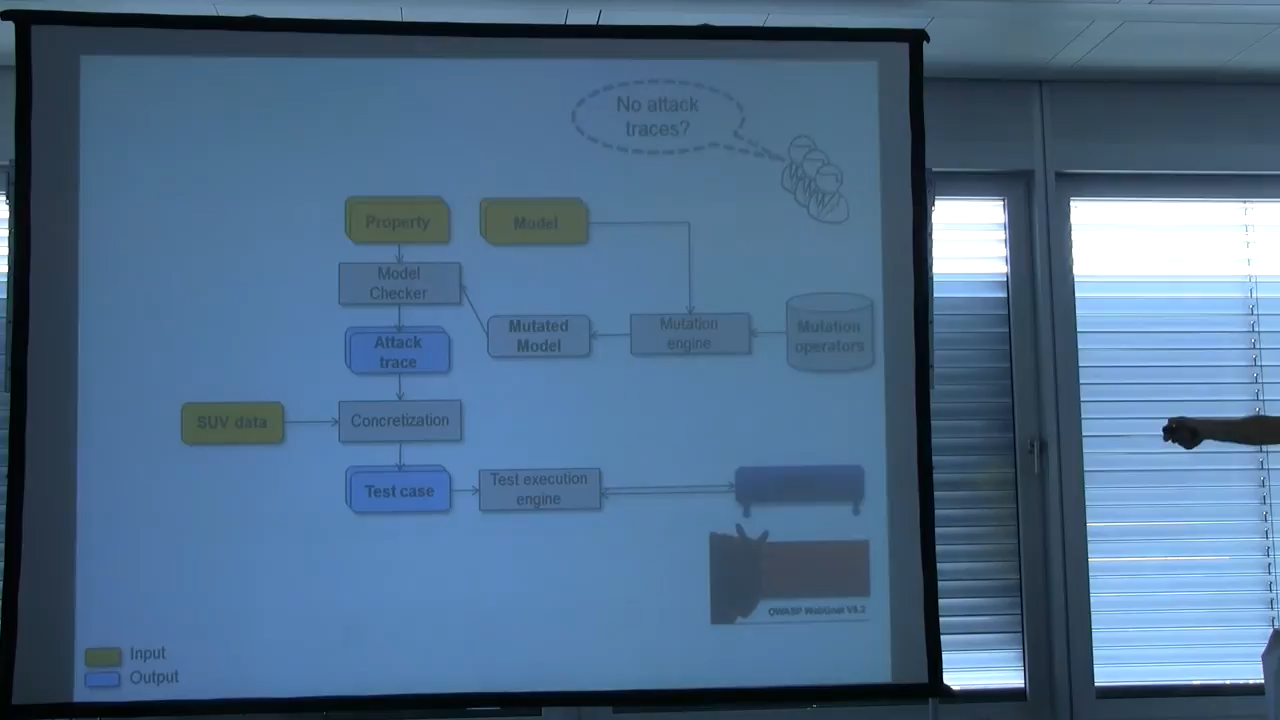 No attack
traces?
Property
Model
Model
Checker
Mutated
Model
Mutation
engine
Mutation
operators
Attack
trace
SUV data
Concretization
Test case
Test execution
engine
OWASP WebGoat V5.2
Input
Output